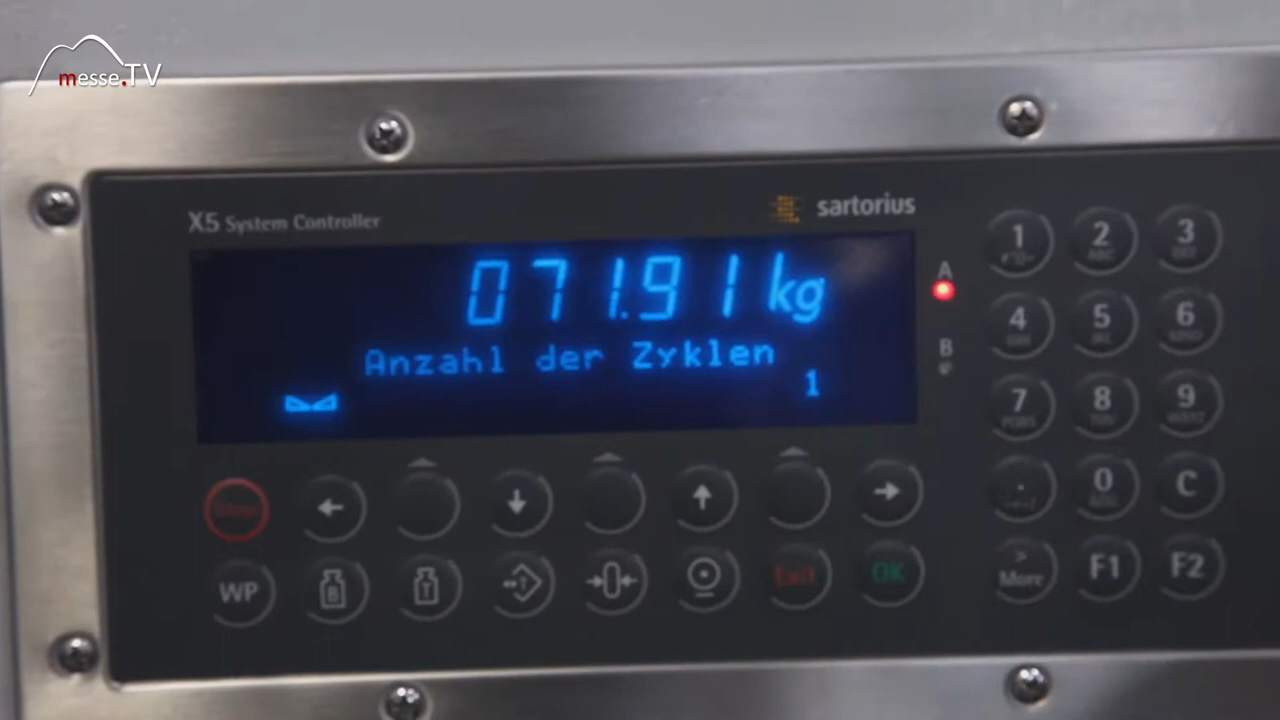 messe.TV
X5 System Controller
sartorius
071.91 kg
Anzahl der Zyklen
1
A
B
1
2 ABC
3
4
5
6
7
8
9
.
0
C
Stop
WP
B
T
T
Exit
OK
> More
F1
F2